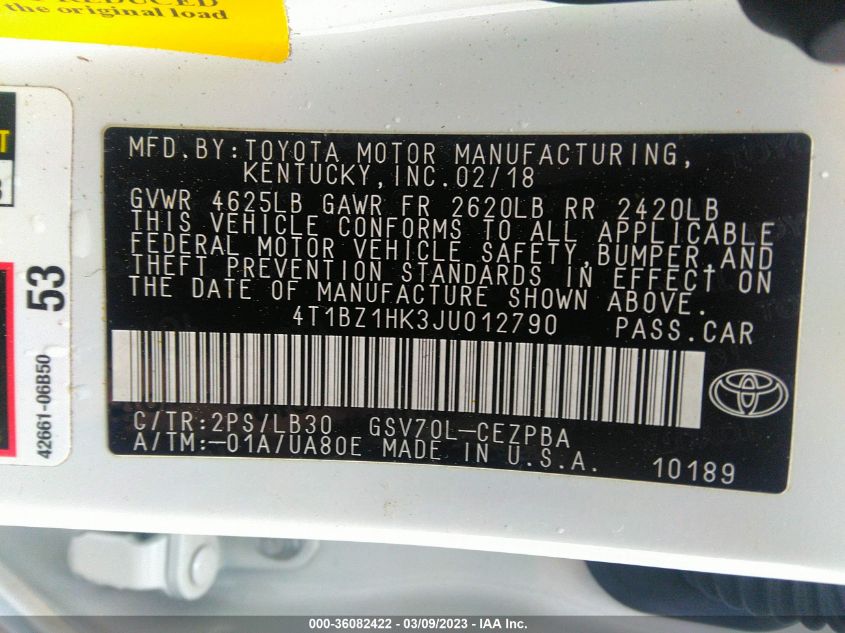 REDUCED
the original load
T
3
53
42661-06B50
MFD.BY:TOYOTA MOTOR MANUFACTURING,
KENTUCKY,INC.02/18
GVWR 4625LB GAWR FR 2620LB RR 2420LB
THIS VEHICLE CONFORMS TO ALL APPLICABLE
FEDERAL MOTOR VEHICLE SAFETY,BUMPER,AND
THEFT PREVENTION STANDARDS IN EFFECT ON
THE DATE OF MANUFACTURE SHOWN ABOVE.
4T1BZ1HK3JU012790 PASS.CAR
C/TR:2PS/LB30 GSV70L-CEZPBA
A/TM:-01A/UA80E MADE IN U.S.A. 10189
000-36082422 - 03/09/2023 - IAA Inc.